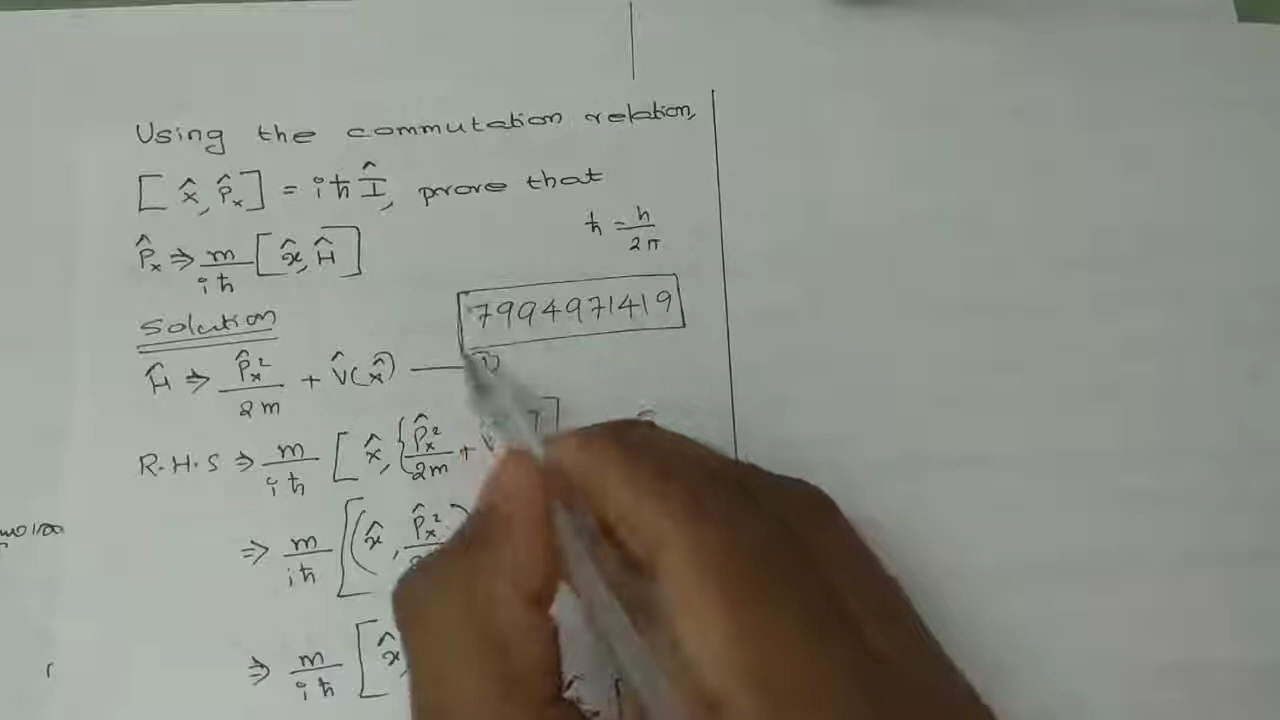 Using the commutation relation,
[x̂, P̂ₓ] = iħ Î, prove that
P̂ₓ ⇒ m/iħ [x̂, Ĥ]
ħ = h/2π
Solution
7994971419
Ĥ ⇒ P̂ₓ²/2m + V̂(x̂) — ①
R.H.S ⇒ m/iħ [x̂, {P̂ₓ²/2m +
⇒ m/iħ [(x̂, P̂ₓ²
⇒ m/iħ [x̂,